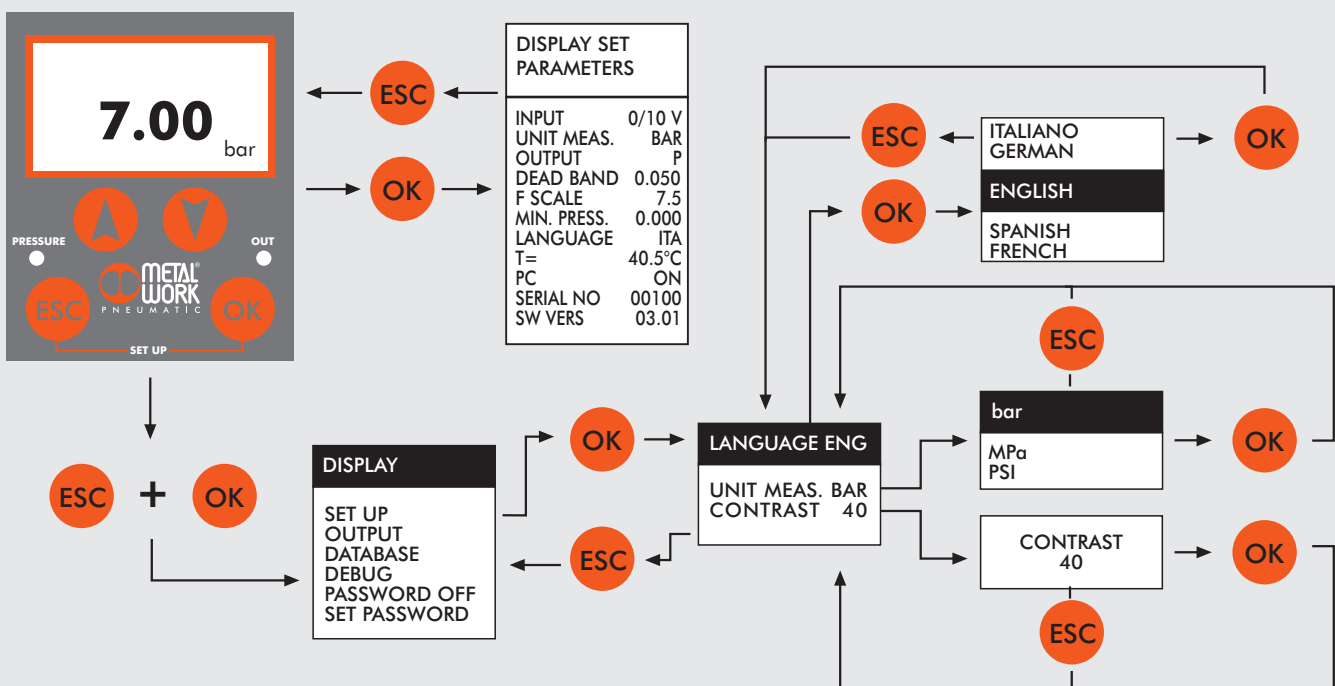 7.00
bar
PRESSURE
OUT
METAL®
WORK
PNEUMATIC
ESC
OK
SET UP
ESC
OK
DISPLAY SET
PARAMETERS
INPUT 0/10 V
UNIT MEAS. BAR
OUTPUT P
DEAD BAND 0.050
F SCALE 7.5
MIN. PRESS. 0.000
LANGUAGE ITA
T= 40.5°C
PC ON
SERIAL NO 00100
SW VERS 03.01
ESC
OK
ITALIANO
GERMAN
ENGLISH
SPANISH
FRENCH
OK
ESC + OK
DISPLAY
SET UP
OUTPUT
DATABASE
DEBUG
PASSWORD OFF
SET PASSWORD
OK
ESC
LANGUAGE ENG
UNIT MEAS. BAR
CONTRAST 40
ESC
bar
MPa
PSI
OK
CONTRAST
40
OK
ESC